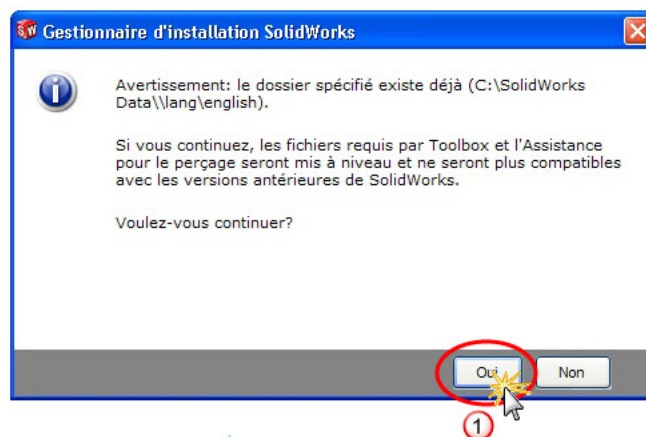 Gestionnaire d'installation SolidWorks
Avertissement: le dossier spécifié existe déjà (C:\SolidWorks
Data\\lang\english).
Si vous continuez, les fichiers requis par Toolbox et l'Assistance
pour le perçage seront mis à niveau et ne seront plus compatibles
avec les versions antérieures de SolidWorks.
Voulez-vous continuer?
Oui Non
1